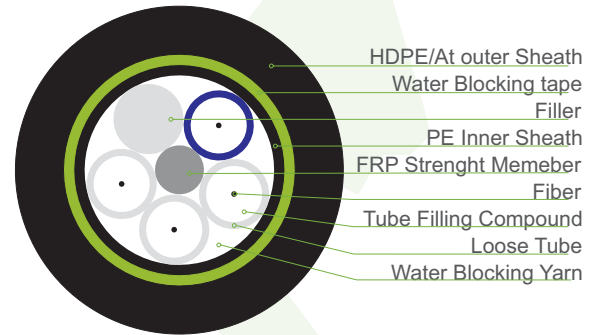 HDPE/At outer Sheath
Water Blocking tape
Filler
PE Inner Sheath
FRP Strenght Memeber
Fiber
Tube Filling Compound
Loose Tube
Water Blocking Yarn